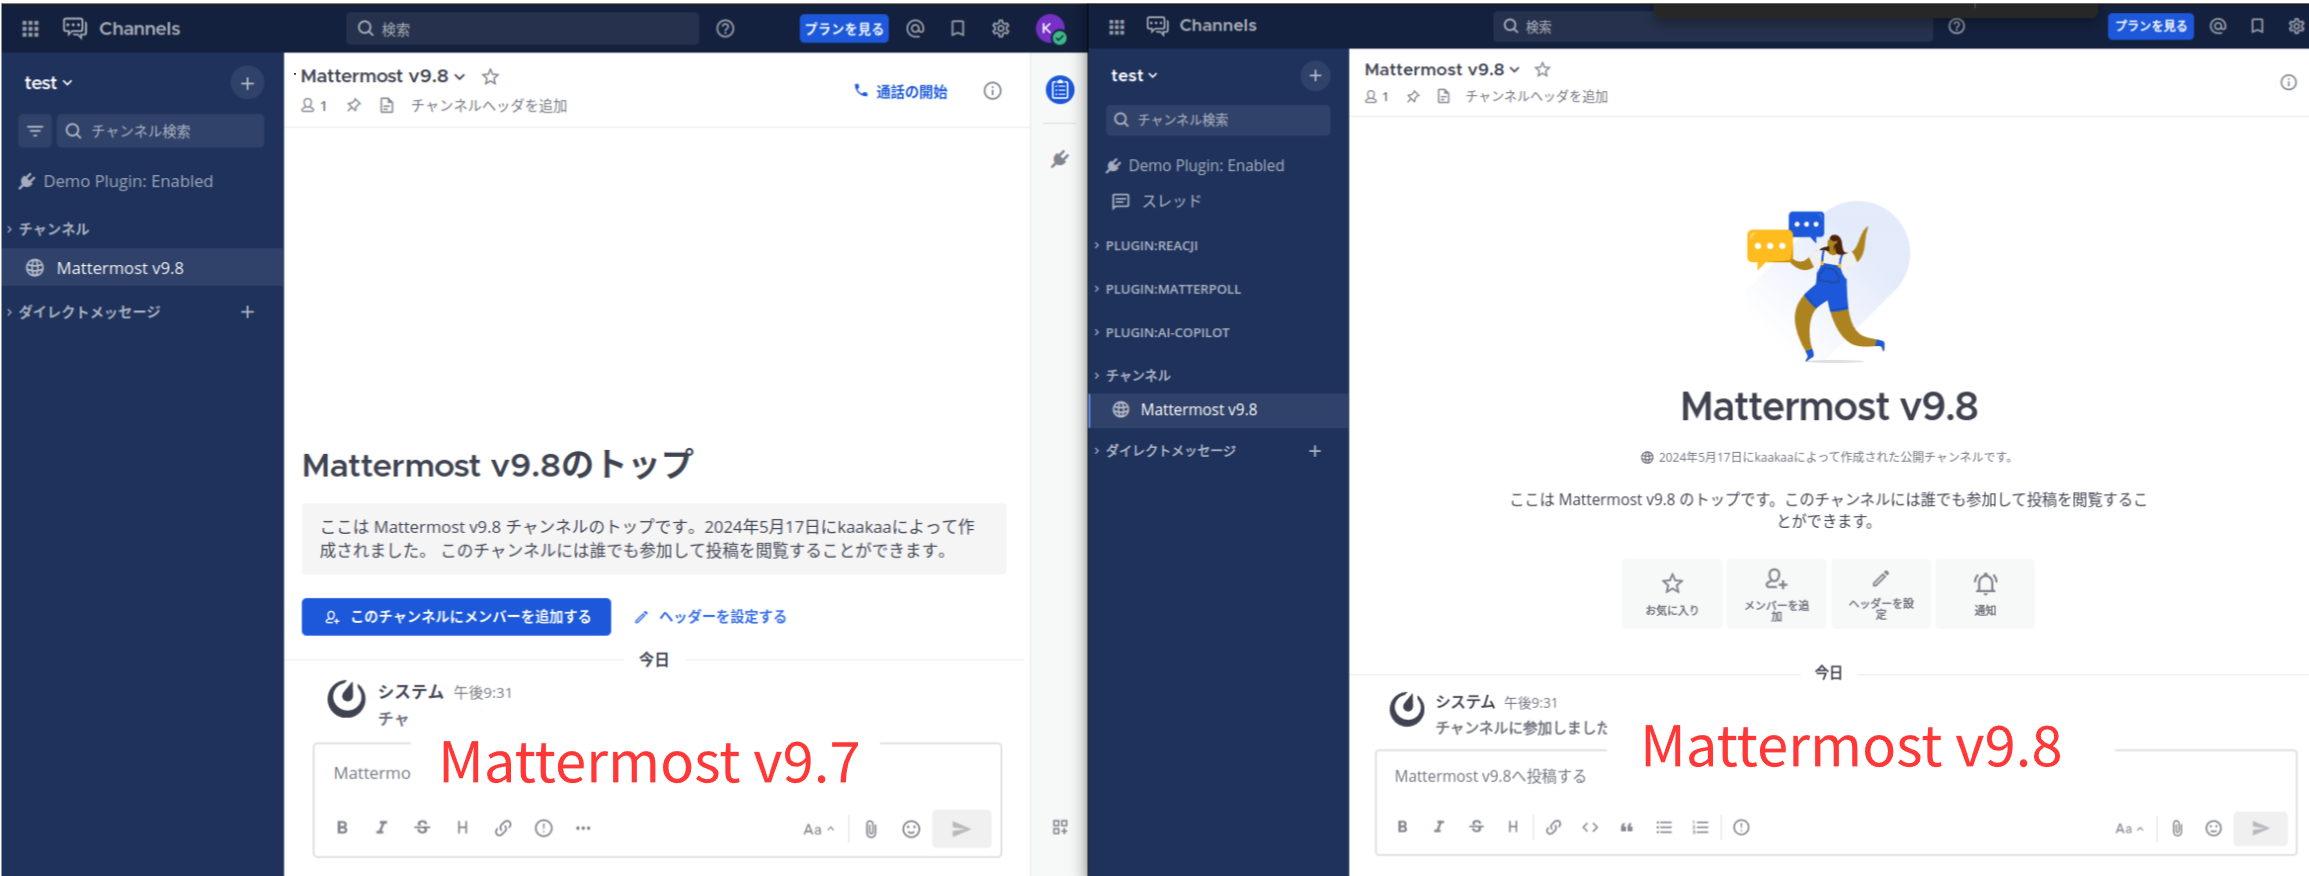 Channels
検索
プランを見る
K
test
チャンネル検索
Demo Plugin: Enabled
チャンネル
Mattermost v9.8
ダイレクトメッセージ
Mattermost v9.8
1
チャンネルヘッダを追加
通話の開始
Mattermost v9.8のトップ
ここは Mattermost v9.8 チャンネルのトップです。2024年5月17日にkaakaaによって作
成されました。 このチャンネルには誰でも参加して投稿を閲覧することができます。
このチャンネルにメンバーを追加する
ヘッダーを設定する
今日
システム 午後9:31
チャ
Mattermo
Mattermost v9.7
B I S H
Aa
Channels
検索
プランを見る
test
チャンネル検索
Demo Plugin: Enabled
スレッド
PLUGIN:REACJI
PLUGIN:MATTERPOLL
PLUGIN:AI-COPILOT
チャンネル
Mattermost v9.8
ダイレクトメッセージ
Mattermost v9.8
1
チャンネルヘッダを追加
Mattermost v9.8
2024年5月17日にkaakaaによって作成された公開チャンネルです。
ここは Mattermost v9.8 のトップです。このチャンネルには誰でも参加して投稿を閲覧するこ
とができます。
お気に入り
メンバーを追
加
ヘッダーを設
定
通知
今日
システム 午後9:31
チャンネルに参加しました
Mattermost v9.8へ投稿する
Mattermost v9.8
B I S H
Aa